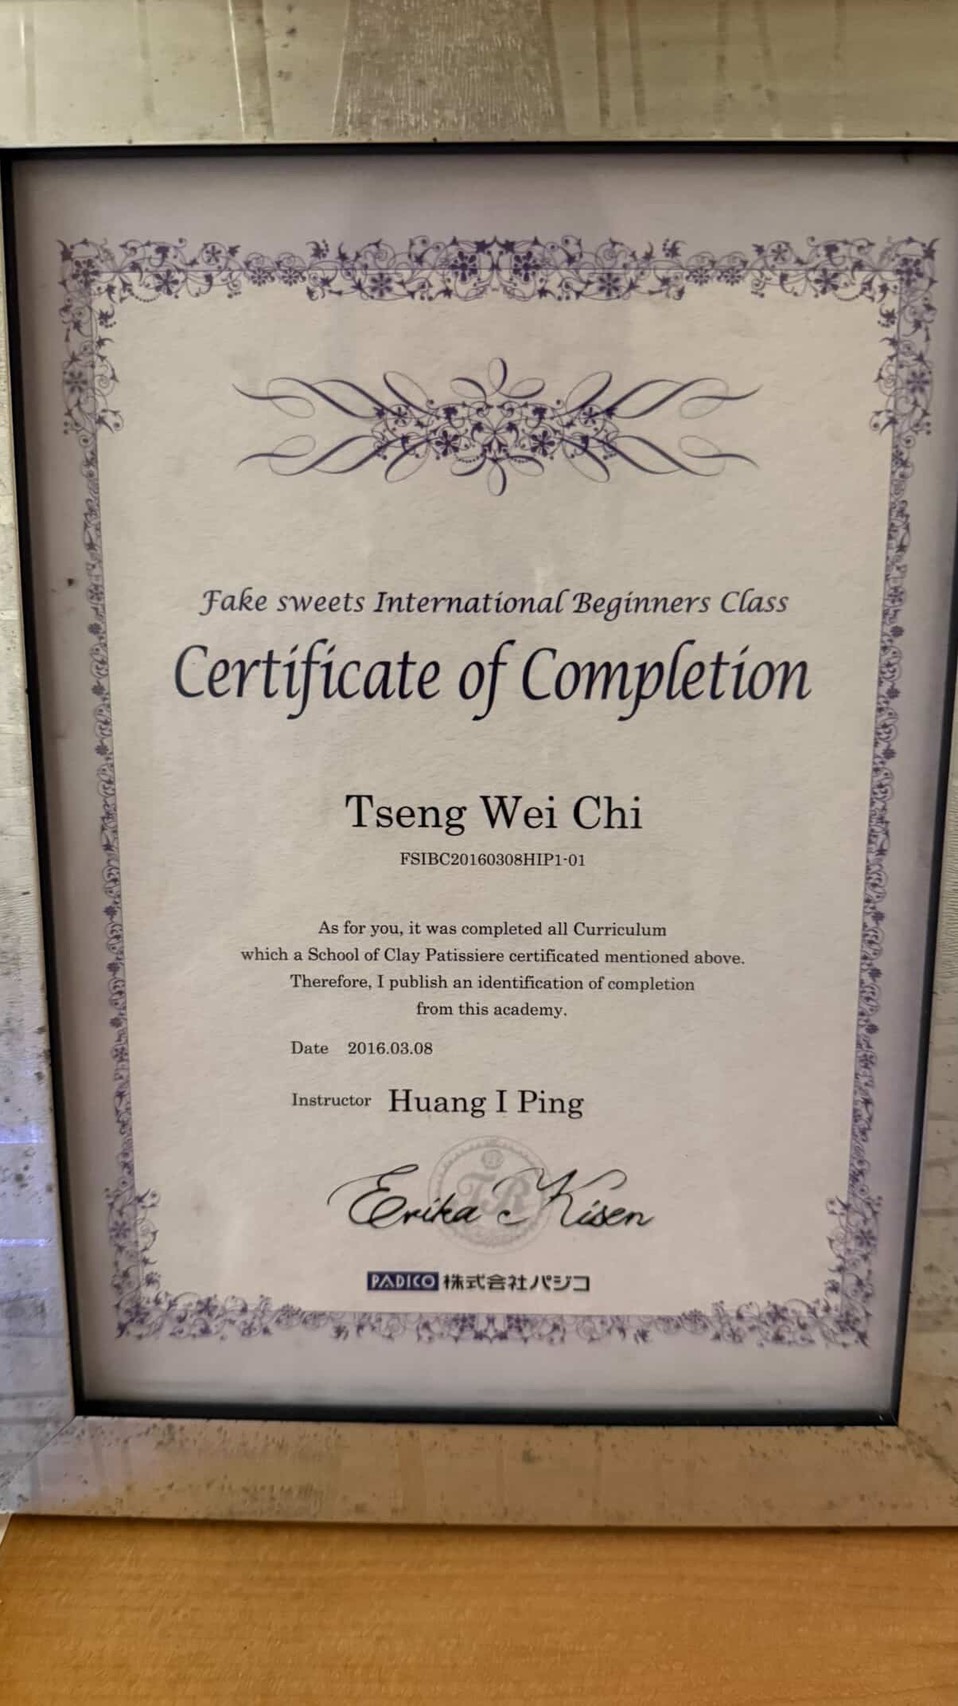 Fake sweets International Beginners Class
Certificate of Completion
Tseng Wei Chi
FSIBC20160308HIP1-01
As for you, it was completed all Curriculum
which a School of Clay Patissiere certificated mentioned above.
Therefore, I publish an identification of completion
from this academy.
Date 2016.03.08
Instructor Huang I Ping
Erika Kisen
PADICO 株式会社パジコ